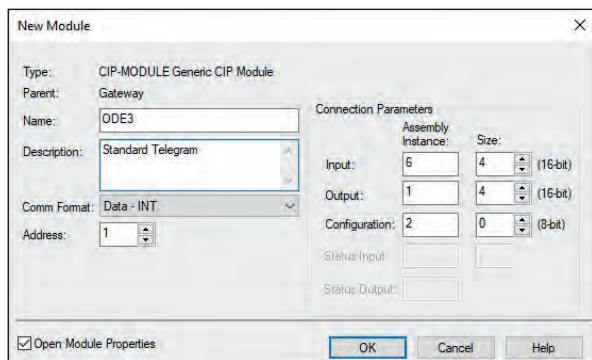 New Module
Type: CIP-MODULE Generic CIP Module
Parent: Gateway
Name: ODE3
Description: Standard Telegram
Comm Format: Data - INT
Address: 1
Connection Parameters
Assembly Instance: Size:
Input: 6 4 (16-bit)
Output: 1 4 (16-bit)
Configuration: 2 0 (8-bit)
Status Input:
Status Output:
Open Module Properties
OK Cancel Help